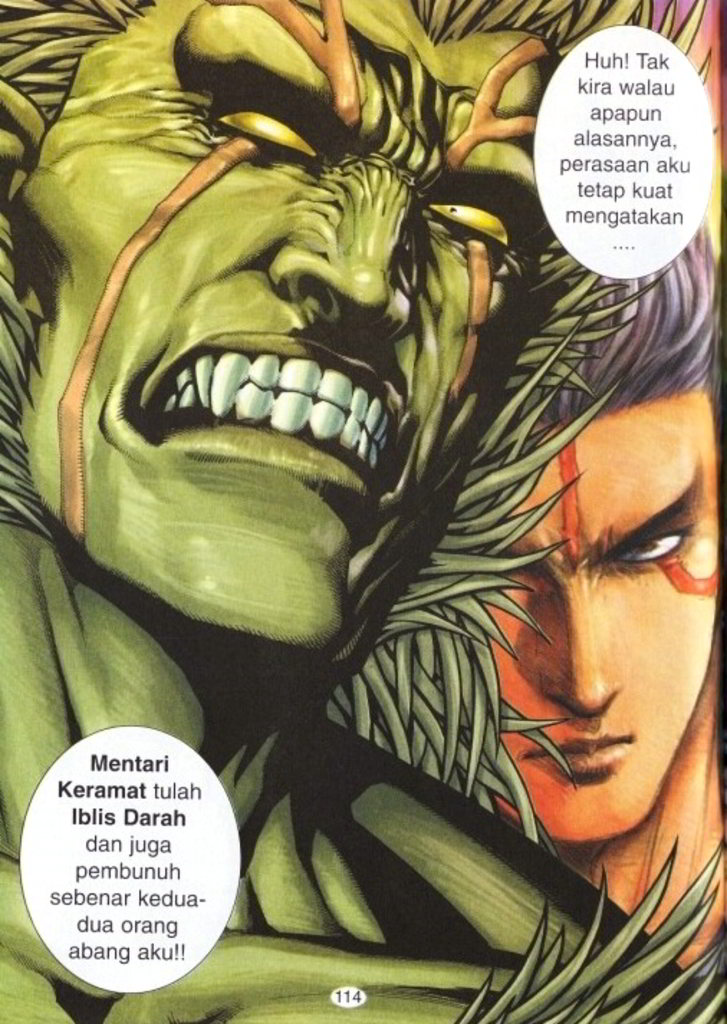 Huh! Tak
kira walau
apapun
alasannya,
perasaan aku
tetap kuat
mengatakan
....
Mentari
Keramat tulah
Iblis Darah
dan juga
pembunuh
sebenar kedua-
dua orang
abang aku!!
114